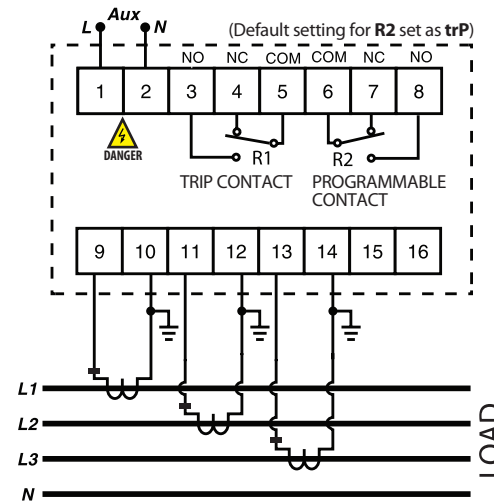 Aux
L N
(Default setting for R2 set as trP)
NO NC COM COM NC NO
1 2 3 4 5 6 7 8
DANGER
R1 R2
TRIP CONTACT PROGRAMMABLE
CONTACT
9 10 11 12 13 14 15 16
L1
L2
L3
N
LOAD